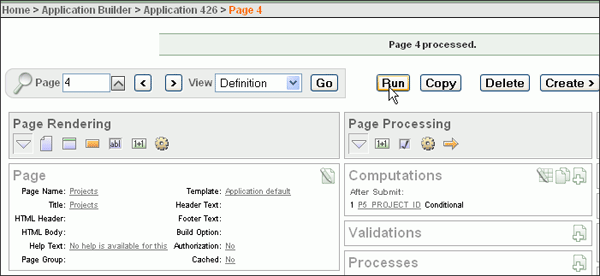 Home > Application Builder > Application 426 > Page 4
Page 4 processed.
Page 4 < > View Definition Go Run Copy Delete Create >
Page Rendering
Page
Page Name: Projects
Title: Projects
HTML Header:
HTML Body:
Help Text: No help is available for this
Page Group:
Template: Application default
Header Text:
Footer Text:
Build Option:
Authorization: No
Cached: No
Page Processing
Computations
After Submit:
1 P5_PROJECT_ID Conditional
Validations
Processes